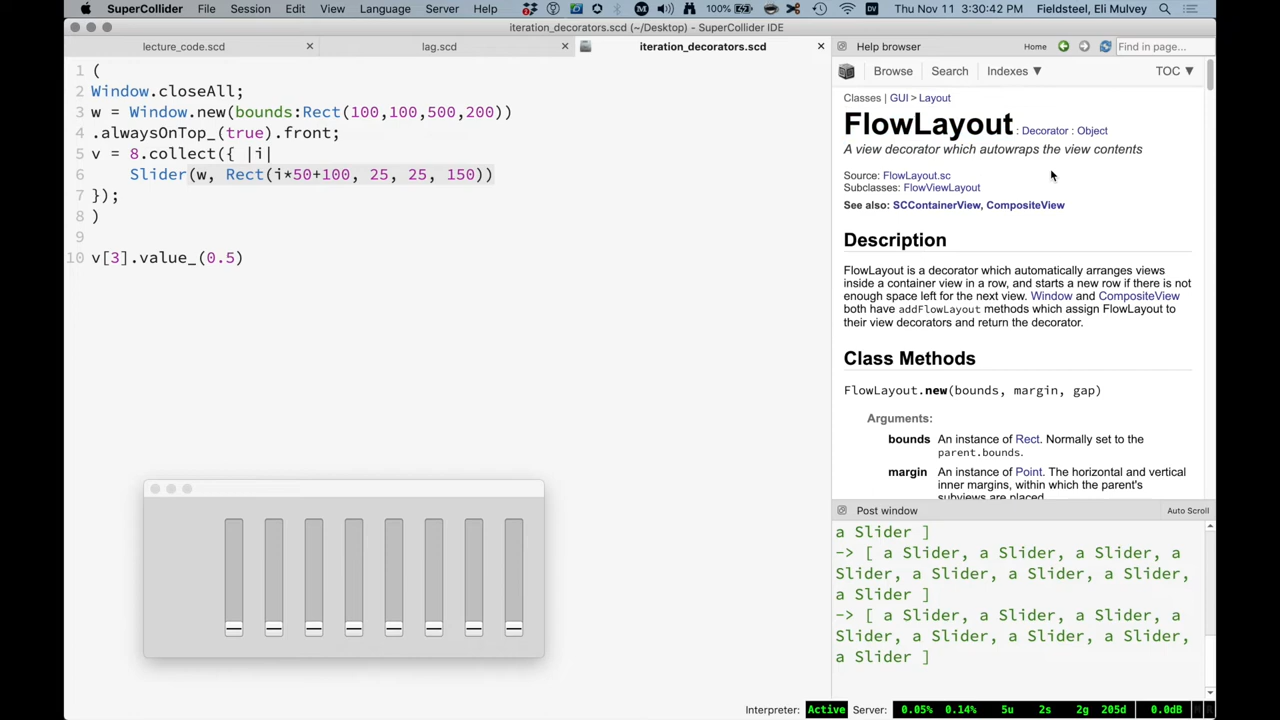 SuperCollider File Session Edit View Language Server Help 100% Thu Nov 11 3:30:42 PM Fieldsteel, Eli Mulvey
iteration_decorators.scd (~/Desktop) - SuperCollider IDE
lecture_code.scd lag.scd iteration_decorators.scd
1 (
2 Window.closeAll;
3 w = Window.new(bounds:Rect(100,100,500,200))
4 .alwaysOnTop_(true).front;
5 v = 8.collect({ |i|
6 Slider(w, Rect(i*50+100, 25, 25, 150))
7 });
8 )
9
10 v[3].value_(0.5)
Help browser Home Find in page...
Browse Search Indexes ▼ TOC ▼
Classes | GUI > Layout
FlowLayout : Decorator : Object
A view decorator which autowraps the view contents
Source: FlowLayout.sc
Subclasses: FlowViewLayout
See also: SCContainerView, CompositeView
Description
FlowLayout is a decorator which automatically arranges views
inside a container view in a row, and starts a new row if there is not
enough space left for the next view. Window and CompositeView
both have addFlowLayout methods which assign FlowLayout to
their view decorators and return the decorator.
Class Methods
FlowLayout.new(bounds, margin, gap)
Arguments:
bounds An instance of Rect. Normally set to the
parent.bounds.
margin An instance of Point. The horizontal and vertical
inner margins, within which the parent's
subviews are placed.
Post window Auto Scroll
a Slider ]
-> [ a Slider, a Slider, a Slider, a
Slider, a Slider, a Slider, a Slider,
a Slider ]
-> [ a Slider, a Slider, a Slider, a
Slider, a Slider, a Slider, a Slider,
a Slider ]
Interpreter: Active Server: 0.05% 0.14% 5u 2s 2g 205d 0.0dB